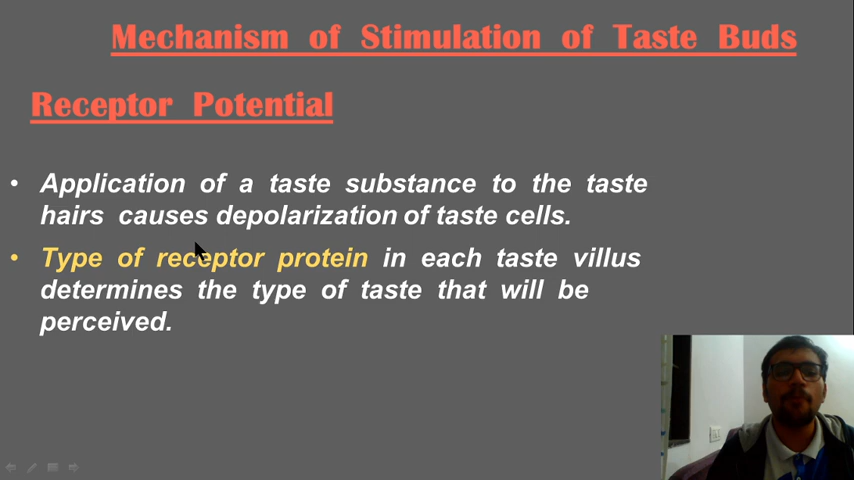 Mechanism of Stimulation of Taste Buds
Receptor Potential
• Application of a taste substance to the taste
hairs causes depolarization of taste cells.
• Type of receptor protein in each taste villus
determines the type of taste that will be
perceived.